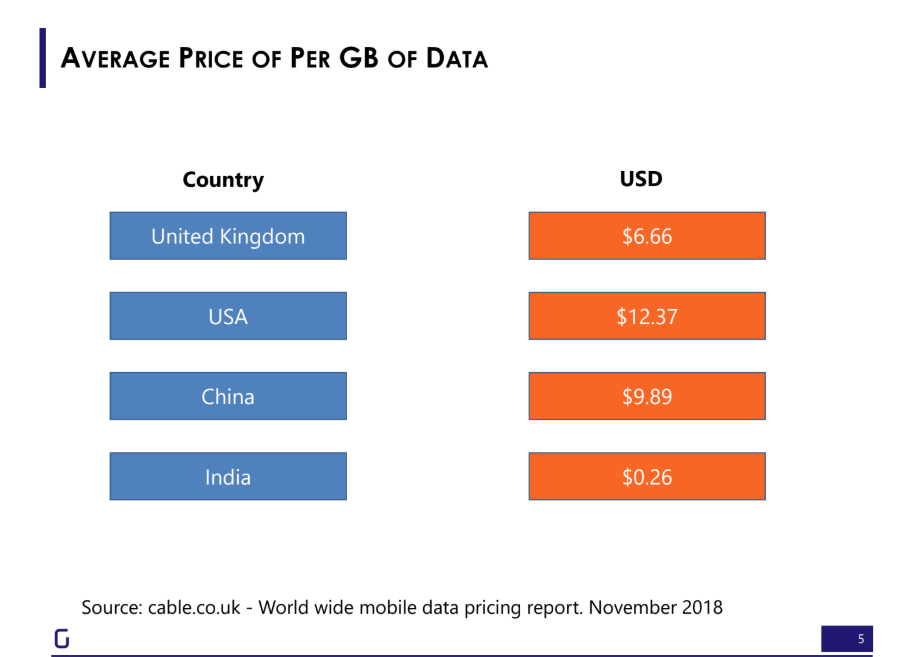 AVERAGE PRICE OF PER GB OF DATA
Country USD
United Kingdom $6.66
USA $12.37
China $9.89
India $0.26
Source: cable.co.uk - World wide mobile data pricing report. November 2018
5